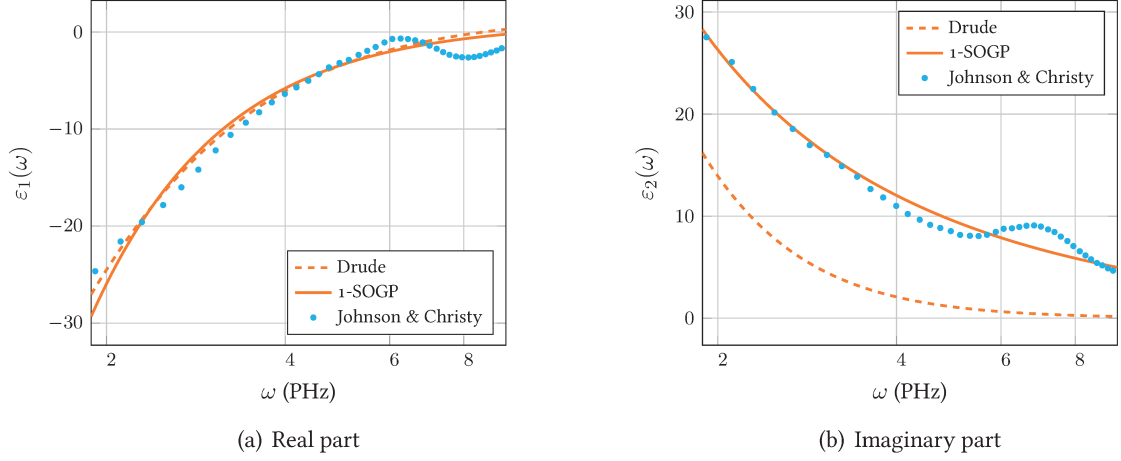 0
−10
−20
−30
ε₁(ω)
2
4
6
8
ω (PHz)
Drude
1-SOGP
Johnson & Christy
(a) Real part
30
20
10
0
ε₂(ω)
2
4
6
8
ω (PHz)
Drude
1-SOGP
Johnson & Christy
(b) Imaginary part